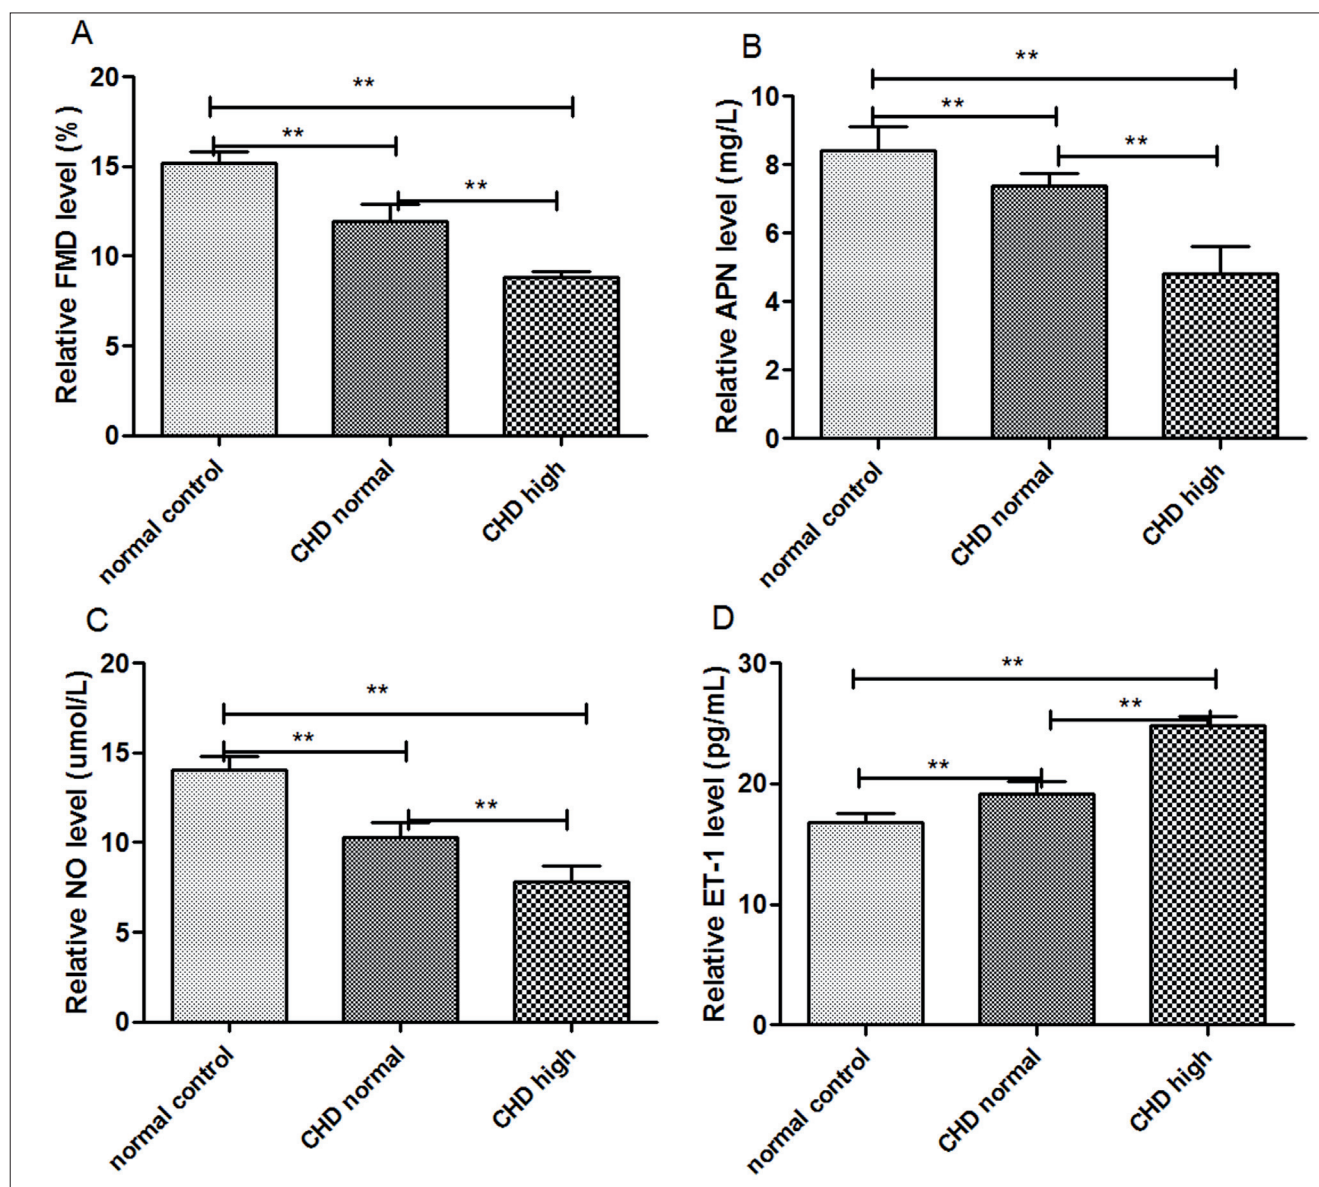 A
Relative FMD level (%)
20
15
10
5
0
**
**
**
normal control
CHD normal
CHD high
B
Relative APN level (mg/L)
10
8
6
4
2
0
**
**
**
normal control
CHD normal
CHD high
C
Relative NO level (umol/L)
20
15
10
5
0
**
**
**
normal control
CHD normal
CHD high
D
Relative ET-1 level (pg/mL)
30
20
10
0
**
**
**
normal control
CHD normal
CHD high